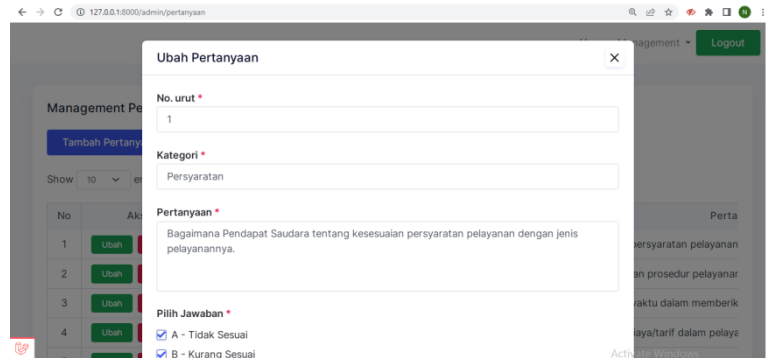 127.0.0.1:8000/admin/pertanyaan
N
Management
Logout
Ubah Pertanyaan
Management Pe
Tambah Pertanya
Show 10 en
No. urut *
1
Kategori *
Persyaratan
Pertanyaan *
Bagaimana Pendapat Saudara tentang kesesuaian persyaratan pelayanan dengan jenis
pelayanannya.
Pilih Jawaban *
A - Tidak Sesuai
B - Kurang Sesuai
No Aks Perta
1 Ubah persyaratan pelayanan
2 Ubah an prosedur pelayanan
3 Ubah waktu dalam memberik
4 Ubah iaya/tarif dalam pelaya
Activate Windows